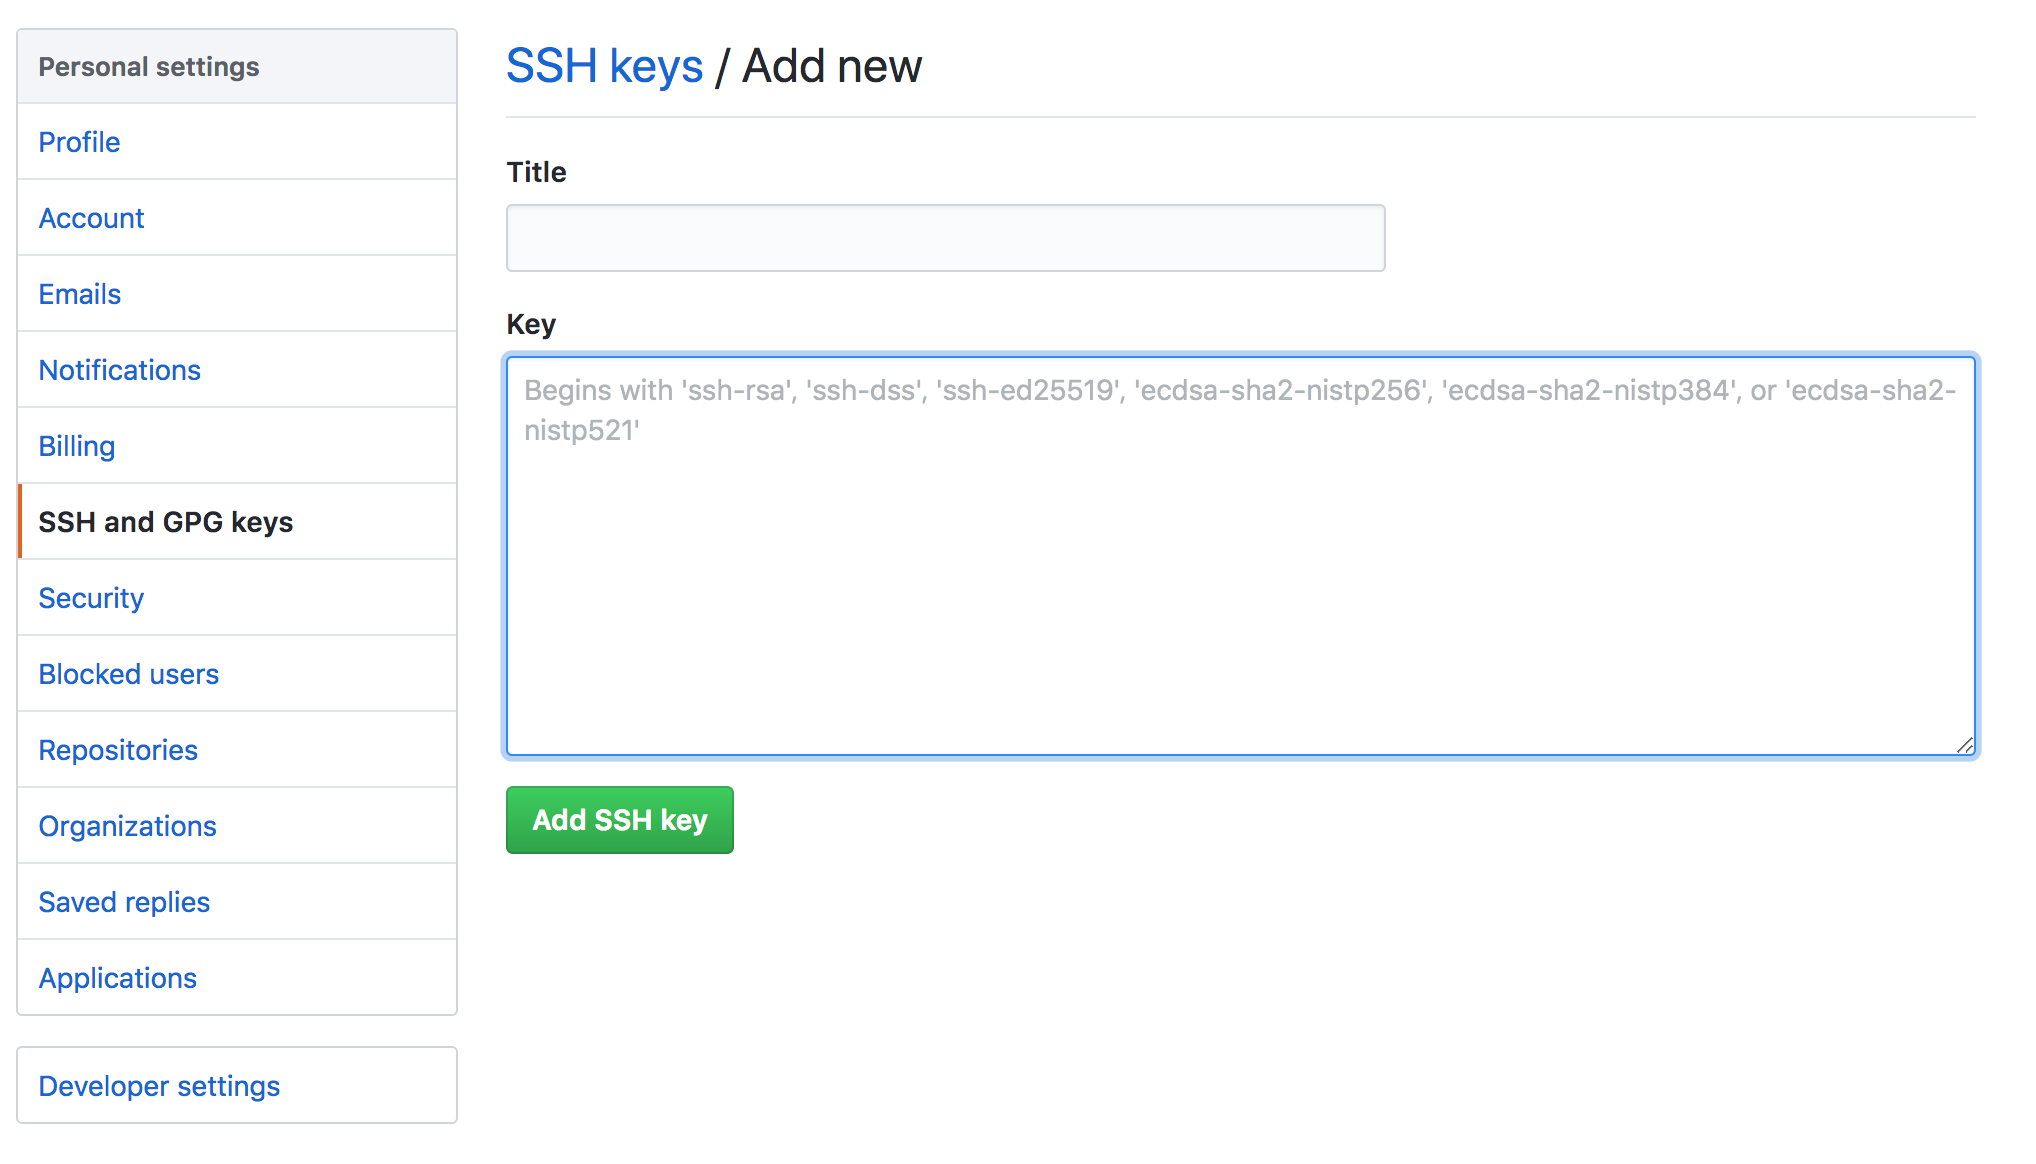 Personal settings
Profile
Account
Emails
Notifications
Billing
SSH and GPG keys
Security
Blocked users
Repositories
Organizations
Saved replies
Applications
Developer settings
SSH keys / Add new
Title
Key
Begins with 'ssh-rsa', 'ssh-dss', 'ssh-ed25519', 'ecdsa-sha2-nistp256', 'ecdsa-sha2-nistp384', or 'ecdsa-sha2-
nistp521'
Add SSH key